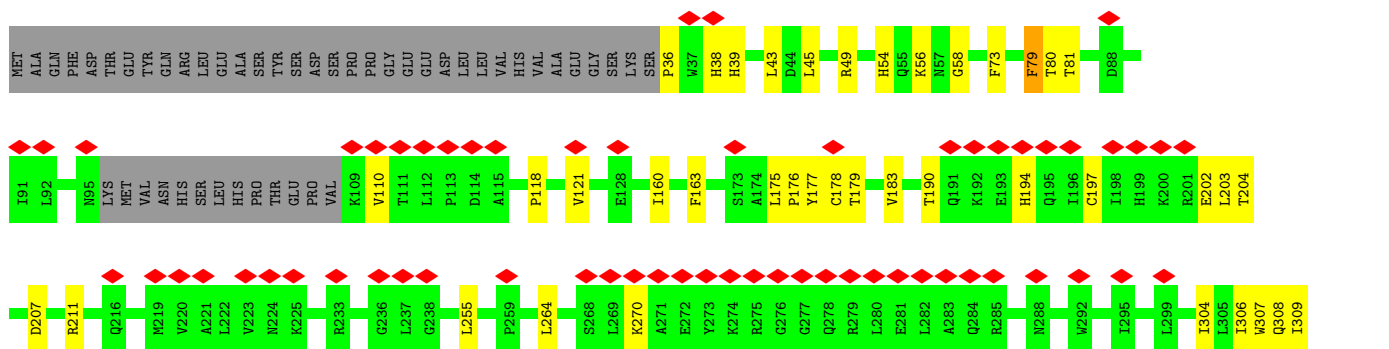 MET ALA GLN PHE ASP THR GLU TYR GLN ARG LEU GLU ALA SER TYR SER ASP SER PRO PRO GLY GLU GLU ASP LEU LEU VAL HIS VAL ALA GLU GLY SER LYS SER P36 W37 H38 H39 L43 D44 L45 R49 H54 Q55 K56 N57 G58 F73 F79 T80 T81 D88
I91 L92 N95 LYS MET VAL ASN HIS SER LEU HIS PRO THR GLU PRO VAL K109 V110 T111 L112 P113 D114 A115 P118 V121 E128 I160 F163 S173 A174 L175 P176 Y177 C178 T179 V183 T190 Q191 K192 E193 H194 Q195 I196 C197 I198 H199 K200 R201 E202 L203 T204
D207 R211 Q216 M219 V220 A221 L222 V223 N224 K225 R233 G236 L237 G238 L255 P259 L264 S268 L269 K270 A271 E272 Y273 K274 R275 G276 G277 Q278 R279 L280 E281 L282 A283 Q284 R285 N288 W292 I295 L299 I304 L305 I306 W307 Q308 I309